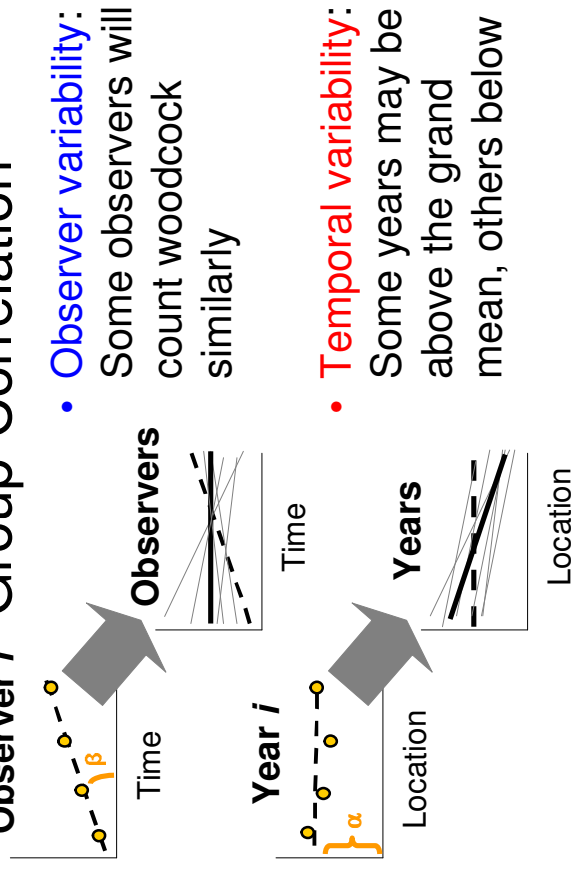 Group Correlation
Observer i
β
Time
Observers
Time
• Observer variability:
Some observers will
count woodcock
similarly
Year i
α
Location
Years
Location
• Temporal variability:
Some years may be
above the grand
mean, others below